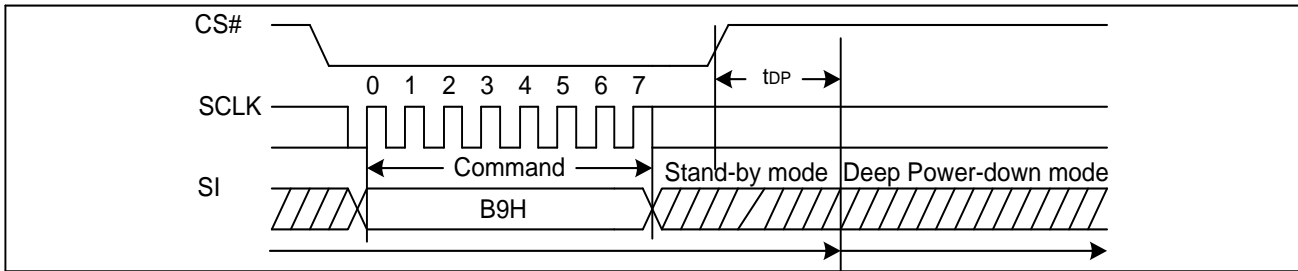 CS#
tDP
0 1 2 3 4 5 6 7
SCLK
Command
Stand-by mode Deep Power-down mode
SI
B9H